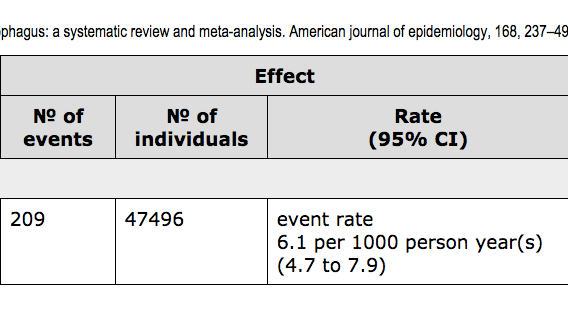 phagus: a systematic review and meta-analysis. American journal of epidemiology, 168, 237–49
Effect
Nº of events
Nº of individuals
Rate (95% CI)
209
47496
event rate
6.1 per 1000 person year(s)
(4.7 to 7.9)